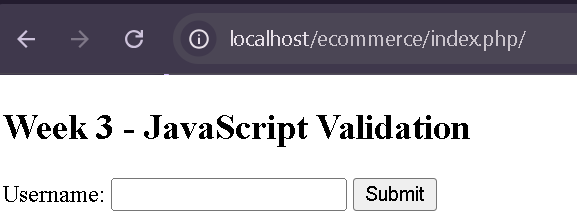 localhost/ecommerce/index.php/
Week 3 - JavaScript Validation
Username: Submit